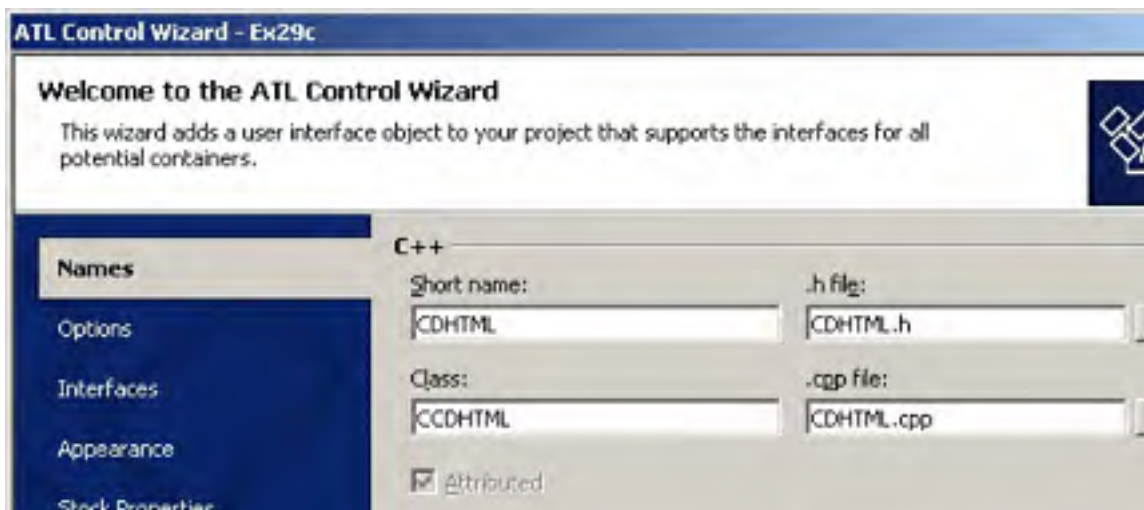 ATL Control Wizard - Ex29c
Welcome to the ATL Control Wizard
This wizard adds a user interface object to your project that supports the interfaces for all
potential containers.
Names
Options
Interfaces
Appearance
Stock Properties
C++
Short name:
.h file:
CDHTML
CDHTML.h
Class:
.cpp file:
CCDHTML
CDHTML.cpp
Attributed